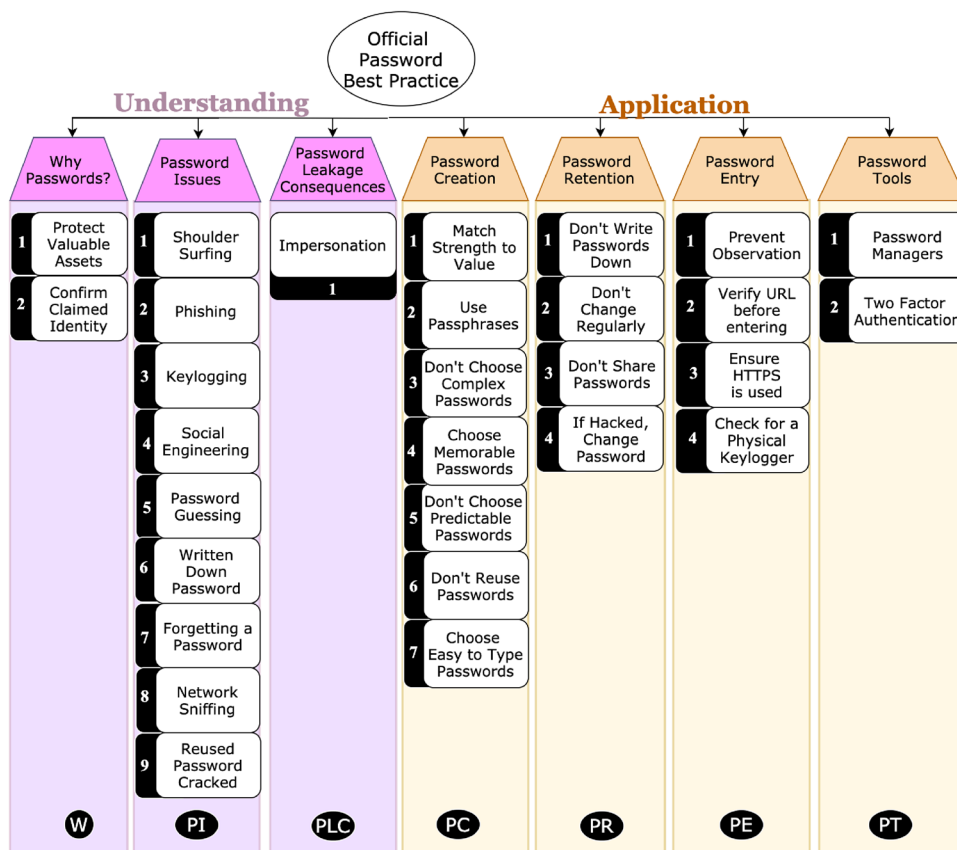 Official
Password
Best Practice
Understanding
Application
Why
Passwords?
Password
Issues
Password
Leakage
Consequences
Password
Creation
Password
Retention
Password
Entry
Password
Tools
1
Protect
Valuable
Assets
2
Confirm
Claimed
Identity
W
1
Shoulder
Surfing
2
Phishing
3
Keylogging
4
Social
Engineering
5
Password
Guessing
6
Written
Down
Password
7
Forgetting a
Password
8
Network
Sniffing
9
Reused
Password
Cracked
PI
Impersonation
1
PLC
1
Match
Strength to
Value
2
Use
Passphrases
3
Don't Choose
Complex
Passwords
4
Choose
Memorable
Passwords
5
Don't Choose
Predictable
Passwords
6
Don't Reuse
Passwords
7
Choose
Easy to Type
Passwords
PC
1
Don't Write
Passwords
Down
2
Don't
Change
Regularly
3
Don't Share
Passwords
4
If Hacked,
Change
Password
PR
1
Prevent
Observation
2
Verify URL
before
entering
3
Ensure
HTTPS
is used
4
Check for a
Physical
Keylogger
PE
1
Password
Managers
2
Two Factor
Authentication
PT